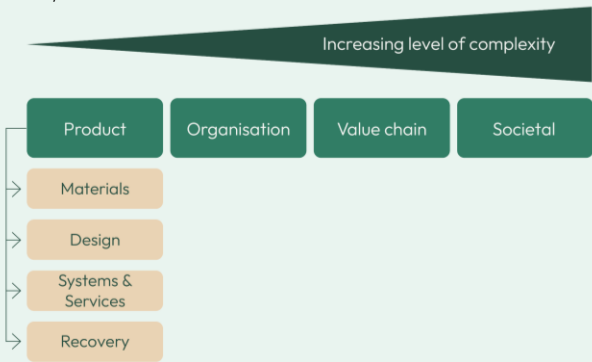 Increasing level of complexity
Product
Organisation
Value chain
Societal
Materials
Design
Systems &
Services
Recovery